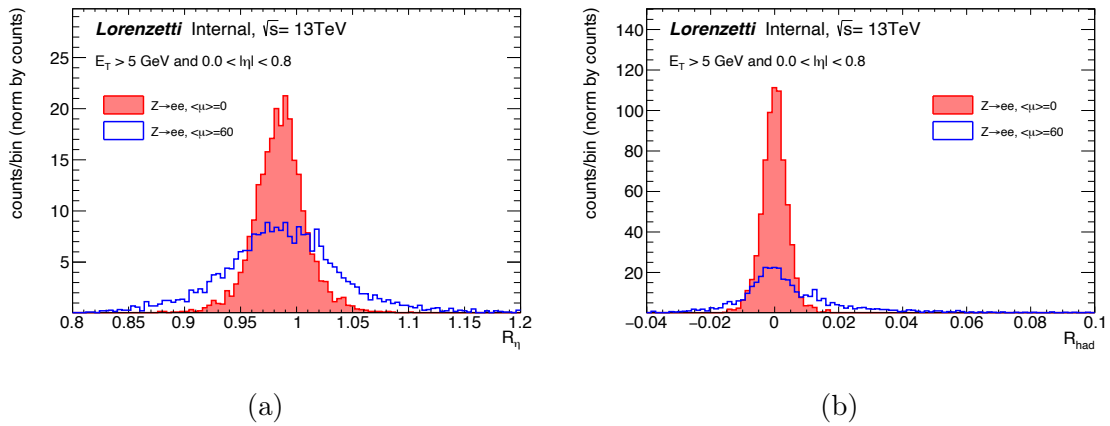 Lorenzetti Internal, √s= 13TeV
E_T > 5 GeV and 0.0 < |η| < 0.8
Z→ee, <μ>=0
Z→ee, <μ>=60
counts/bin (norm by counts)
25
20
15
10
5
0.8 0.85 0.9 0.95 1 1.05 1.1 1.15 1.2
R_η
(a)
Lorenzetti Internal, √s= 13TeV
E_T > 5 GeV and 0.0 < |η| < 0.8
Z→ee, <μ>=0
Z→ee, <μ>=60
counts/bin (norm by counts)
140
120
100
80
60
40
20
−0.04 −0.02 0 0.02 0.04 0.06 0.08 0.1
R_had
(b)